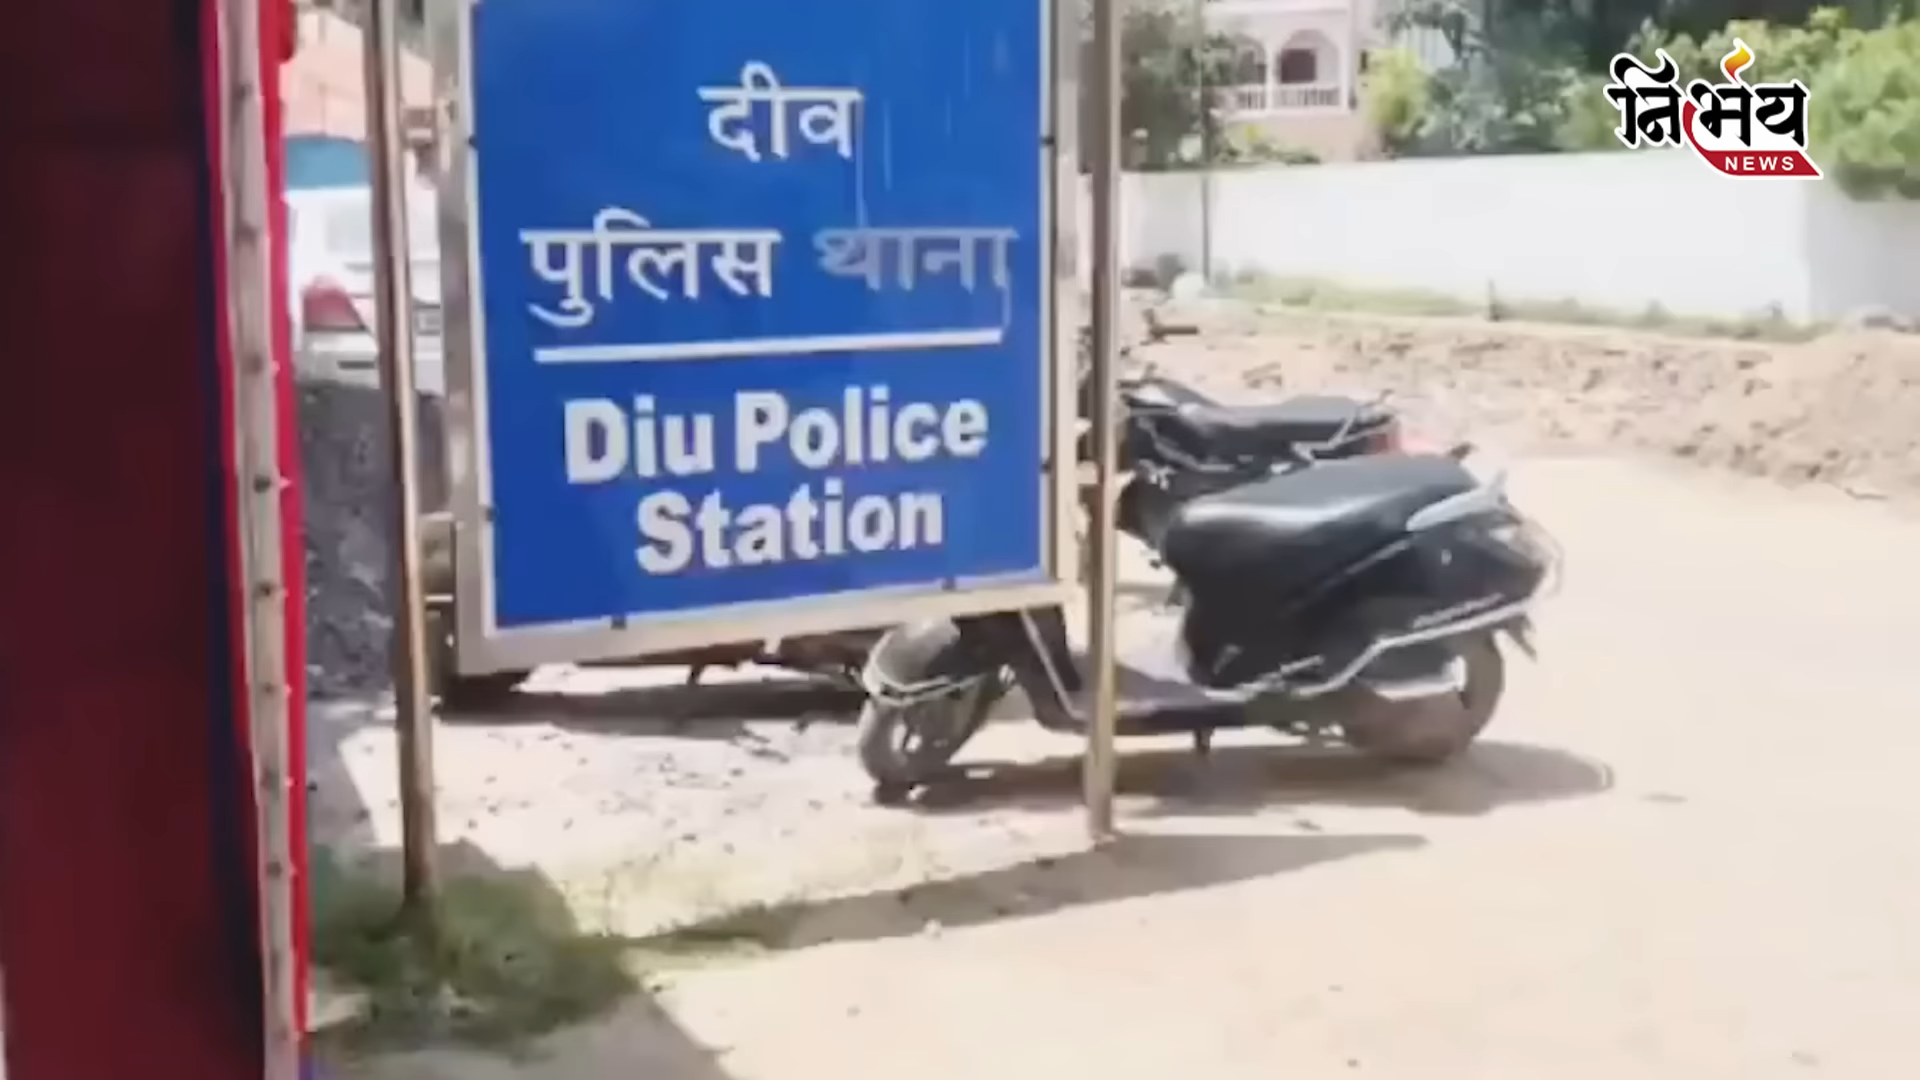 दीव
पुलिस थाना
Diu Police
Station
निर्भय
NEWS